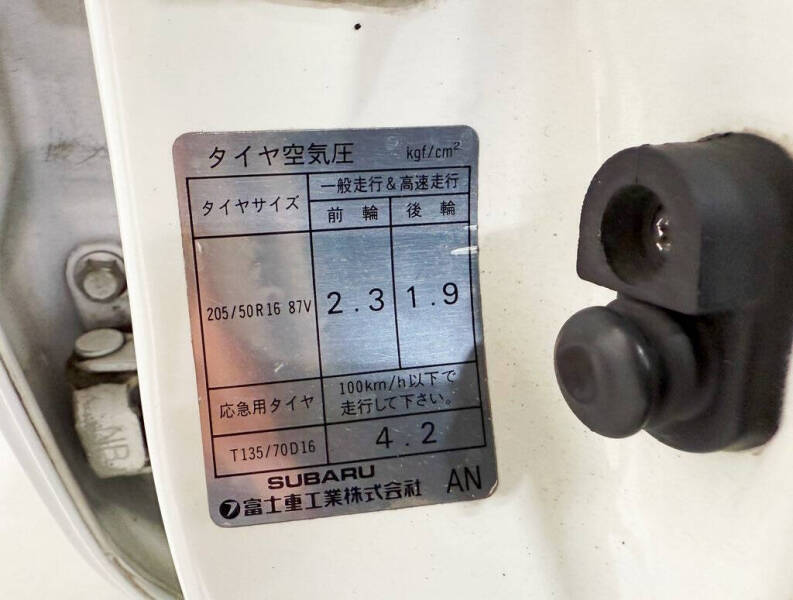 タイヤ空気圧 kgf/cm²
タイヤサイズ 一般走行&高速走行
前輪 後輪
205/50R16 87V 2.3 1.9
応急用タイヤ 100km/h以下で
走行して下さい。
T135/70D16 4.2
SUBARU
富士重工業株式会社 AN